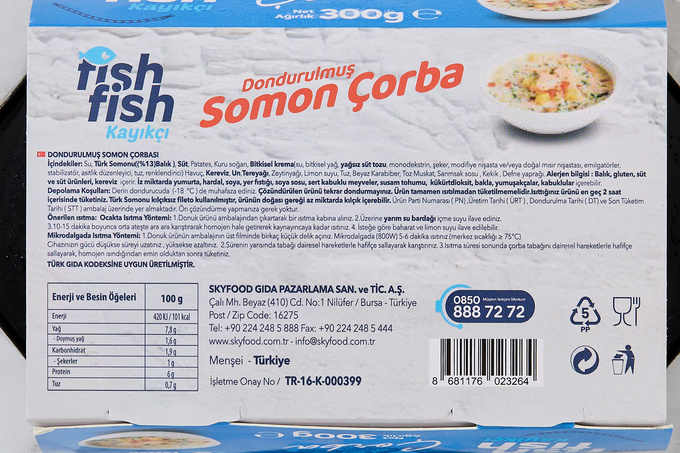 Kayıkçı
Net
Ağırlık 300g e
fish
fish
Kayıkçı
Dondurulmuş
Somon Çorba
DONDURULMUŞ SOMON ÇORBASI
İçindekiler: Su, Türk Somonu((%13)Balık ), Süt, Patates, Kuru soğan, Bitkisel krema(su, bitkisel yağ, yağsız süt tozu, monodekstrin, şeker, modifiye nişasta ve/veya doğal mısır nişastası, emilgatörler,
stabilizatör, asitlik düzenleyici, tuz, renklendirici) Havuç, Kereviz, Un,Tereyağı, Zeytinyağı, Limon suyu, Tuz, Beyaz Karabiber, Toz Muskat, Sarımsak sosu , Kekik , Defne yaprağı. Alerjen bilgisi : Balık, gluten, süt
ve süt ürünleri, kereviz içerir. İz miktarda yumurta, hardal, soya, yer fıstığı, soya sosu, sert kabuklu meyveler, susam tohumu, kükürtdioksit, bakla, yumuşakçalar, kabuklular içerebilir.
Depolama Koşulları: Derin dondurucuda (-18 °C ) de muhafaza ediniz. Çözündürülen ürünü tekrar dondurmayınız. Ürün tamamen ısıtılmadan tüketilmemelidir.Isıttığınız ürünü en geç 2 saat
içerisinde tüketiniz. Türk Somonu kılçıksız fileto kullanılmıştır, ürünün doğası gereği az miktarda kılçık içerebilir. Ürün Parti Numarası ( PN) ,Üretim Tarihi ( ÜRT ) , Dondurulma Tarihi ( DT) ve Son Tüketim
Tarihi ( STT ) ambalaj üzerinde yer almaktadır. Ön çözündürme yapmanıza gerek yoktur.
Önerilen ısıtma: Ocakta Isıtma Yöntemi: 1.Donuk ürünü ambalajından çıkartarak bir ısıtma kabına alınız. 2.Üzerine yarım su bardağı içme suyu ilave ediniz.
3.10-15 dakika boyunca orta ateşte ara ara karıştırarak homojen hale getirerek kaynayıncaya kadar ısıtınız. 4. İsteğe göre baharat ve limon suyu ilave edilebilir.
Mikrodalgada Isıtma Yöntemi: 1.Donuk ürünün ambalajının üst filminde birkaç küçük delik açınız. Mikrodalgada (800W) 5-6 dakika ısıtınız.(merkez sıcaklığı ≥ 75°C)
Cihazınızın gücü düşükse süreyi uzatınız , yüksekse azaltınız. 2.Sürenin yarısında tabağı dairesel hareketlerle hafifçe sallayarak karıştırınız. 3.Isıtma süresi sonunda çorba tabağını dairesel hareketlerle hafifçe
sallayarak, homojen ısındığından emin olduktan sonra tüketiniz.
TÜRK GIDA KODEKSİNE UYGUN ÜRETİLMİŞTİR.
Enerji ve Besin Öğeleri 100 g
Enerji 420 KJ / 101 kcal
Yağ 7,8 g
- Doymuş yağ 1,6 g
Karbonhidrat 1,9 g
- Şekerler 1 g
Protein 6 g
Tuz 0,7 g
SKYFOOD GIDA PAZARLAMA SAN. ve TİC. A.Ş.
Çalı Mh. Beyaz (410) Cd. No:1 Nilüfer / Bursa - Türkiye
Post / Zip Code: 16275
Tel: +90 224 248 5 888 Fax: +90 224 248 5 444
www.skyfood.com.tr - info@skyfood.com.tr
Menşei - Türkiye
İşletme Onay No / TR-16-K-000399
0850 Müşteri İletişim Merkezi
888 72 72
8 681176 023264
5
PP
Net
Ağırlık 300g e
Çorba
fish
Kayıkçı